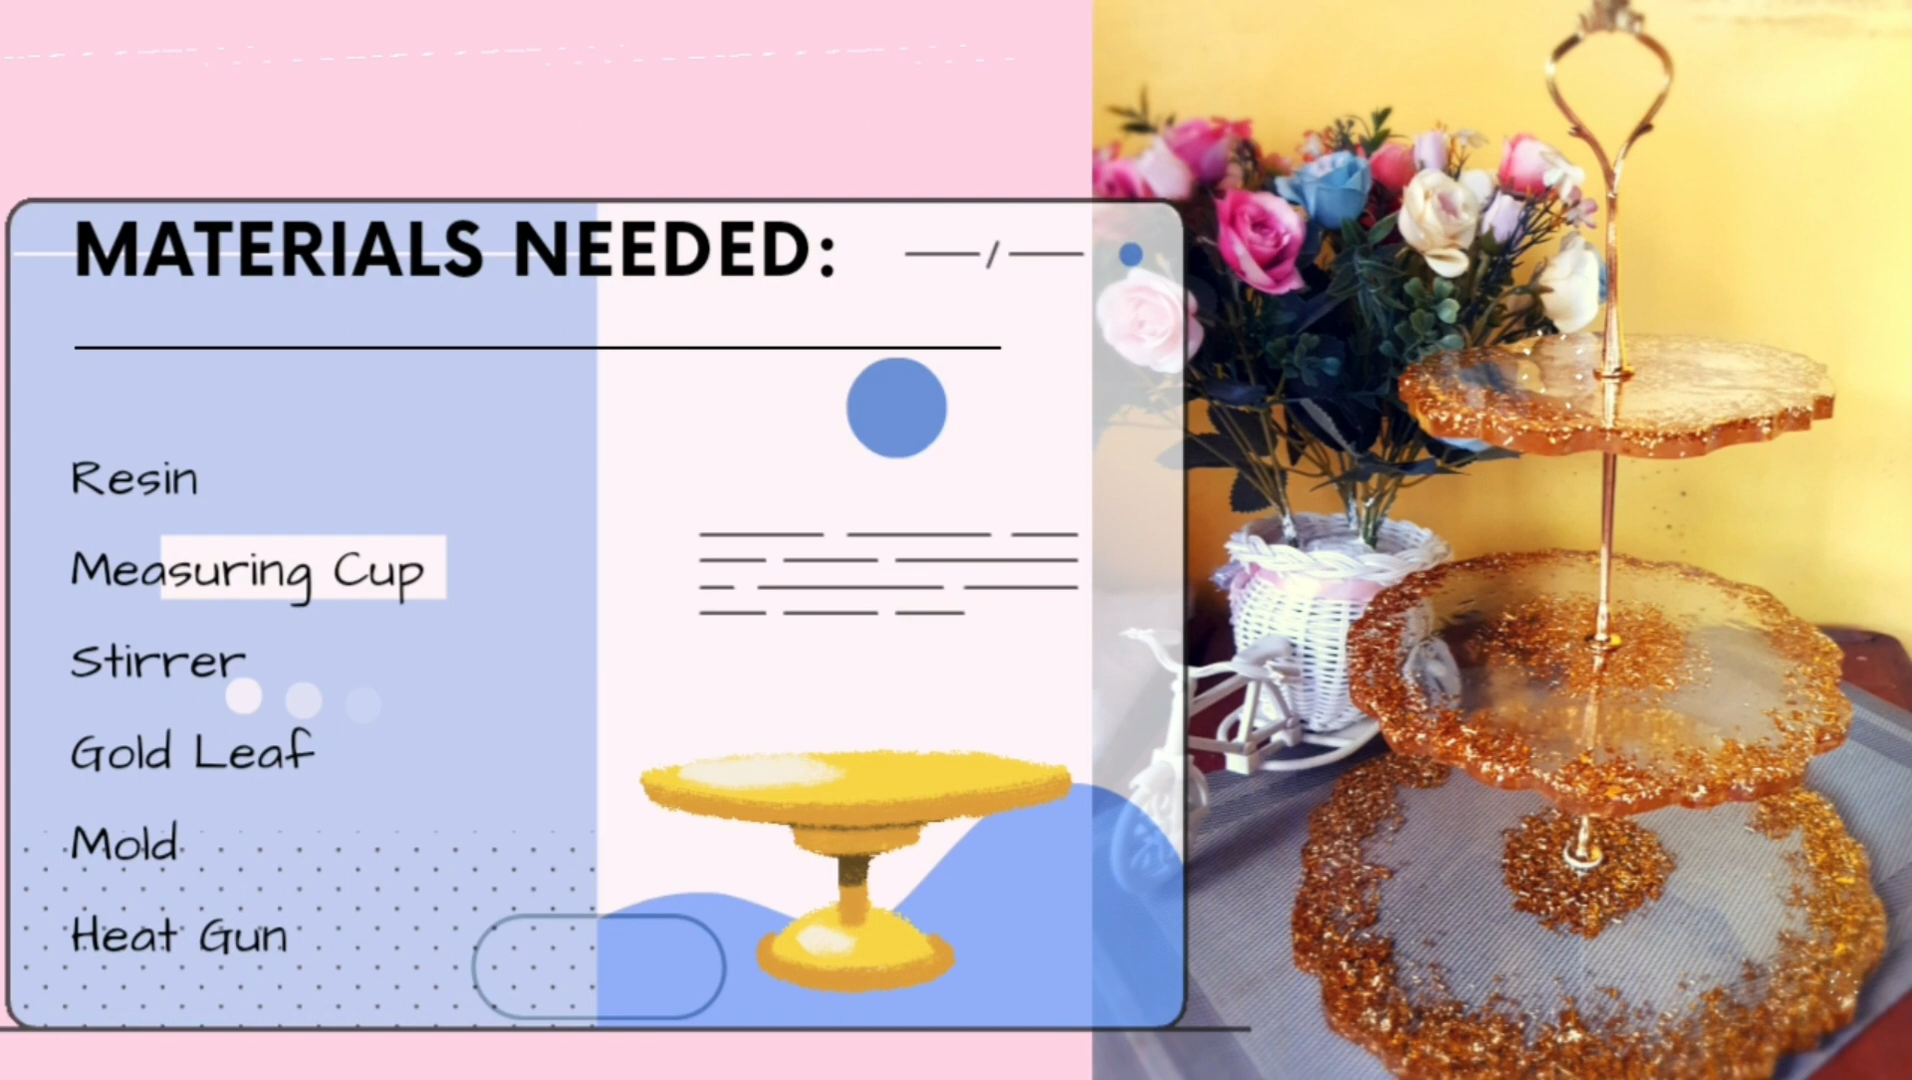 MATERIALS NEEDED:
Resin
Measuring Cup
Stirrer
Gold Leaf
Mold
Heat Gun